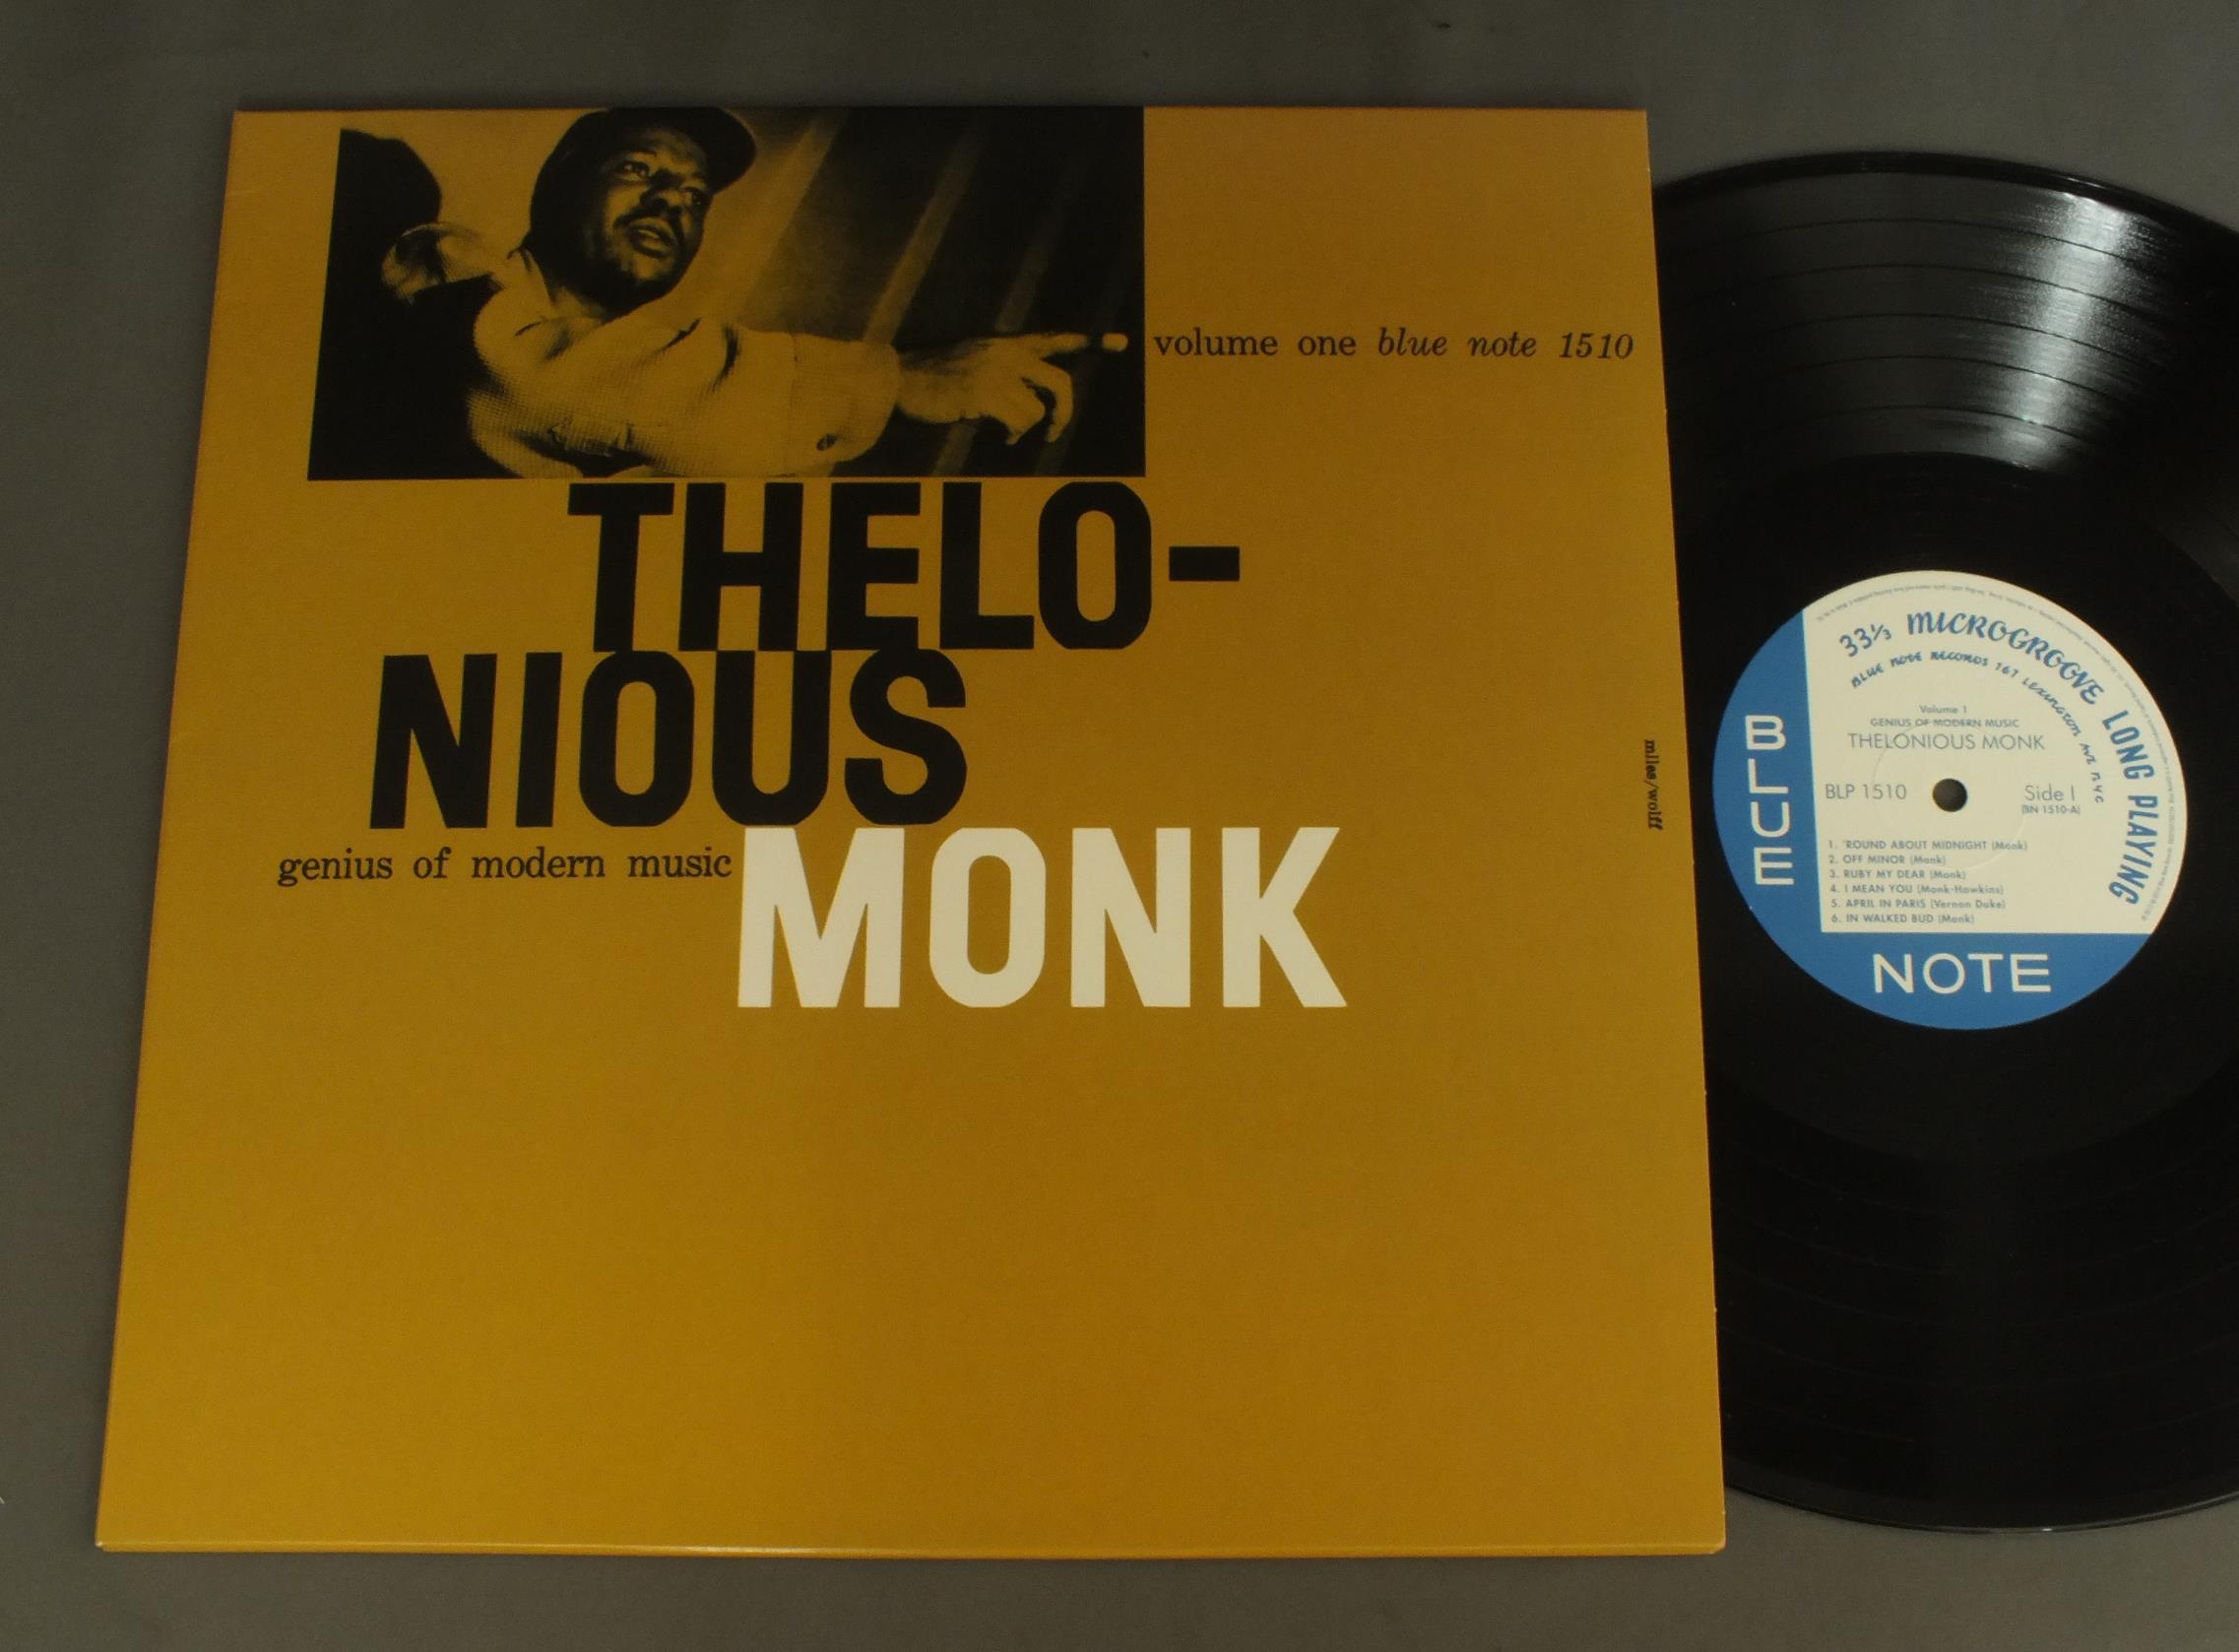 volume one blue note 1510
THELO-
NIOUS
genius of modern music MONK
miles/wolff
33 1/3 MICROGROOVE LONG PLAYING
BLUE NOTE RECORDS 767 LEXINGTON AVE NYC
Volume 1
GENIUS OF MODERN MUSIC
THELONIOUS MONK
BLP 1510
Side 1
(BN 1510-A)
1. 'ROUND ABOUT MIDNIGHT (Monk)
2. OFF MINOR (Monk)
3. RUBY MY DEAR (Monk)
4. I MEAN YOU (Monk-Hawkins)
5. APRIL IN PARIS (Vernon Duke)
6. IN WALKED BUD (Monk)
BLUE
NOTE